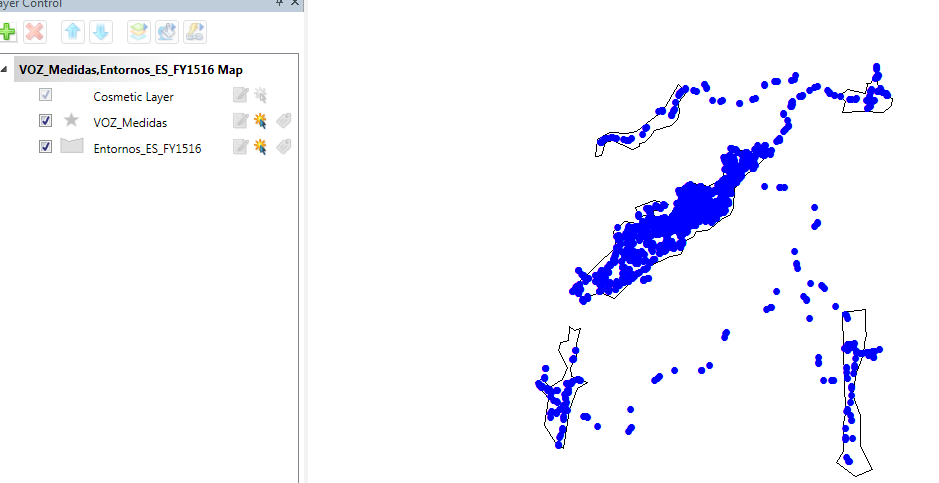 ayer Control
VOZ_Medidas,Entornos_ES_FY1516 Map
Cosmetic Layer
VOZ_Medidas
Entornos_ES_FY1516